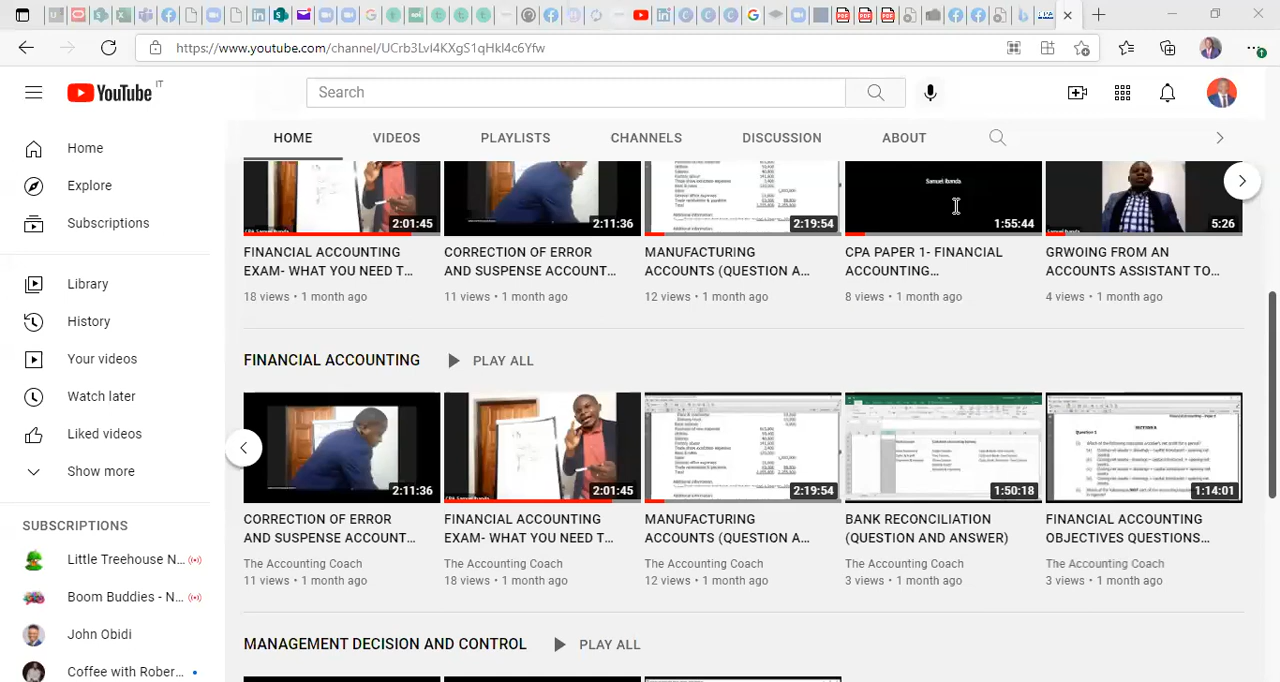 https://www.youtube.com/channel/UCrb3LvI4KXgS1qHkl4c6Yfw
YouTube IT
Search
HOME VIDEOS PLAYLISTS CHANNELS DISCUSSION ABOUT
Home
Explore
Subscriptions
Library
History
Your videos
Watch later
Liked videos
Show more
SUBSCRIPTIONS
Little Treehouse N...
Boom Buddies - N...
John Obidi
Coffee with Rober...
2:01:45
FINANCIAL ACCOUNTING
EXAM- WHAT YOU NEED T...
18 views • 1 month ago
2:11:36
CORRECTION OF ERROR
AND SUSPENSE ACCOUNT...
11 views • 1 month ago
2:19:54
MANUFACTURING
ACCOUNTS (QUESTION A...
12 views • 1 month ago
1:55:44
CPA PAPER 1- FINANCIAL
ACCOUNTING...
8 views • 1 month ago
5:26
GRWOING FROM AN
ACCOUNTS ASSISTANT TO...
4 views • 1 month ago
FINANCIAL ACCOUNTING PLAY ALL
2:11:36
CORRECTION OF ERROR
AND SUSPENSE ACCOUNT...
The Accounting Coach
11 views • 1 month ago
2:01:45
FINANCIAL ACCOUNTING
EXAM- WHAT YOU NEED T...
The Accounting Coach
18 views • 1 month ago
2:19:54
MANUFACTURING
ACCOUNTS (QUESTION A...
The Accounting Coach
12 views • 1 month ago
1:50:18
BANK RECONCILIATION
(QUESTION AND ANSWER)
The Accounting Coach
3 views • 1 month ago
1:14:01
FINANCIAL ACCOUNTING
OBJECTIVES QUESTIONS...
The Accounting Coach
3 views • 1 month ago
MANAGEMENT DECISION AND CONTROL PLAY ALL